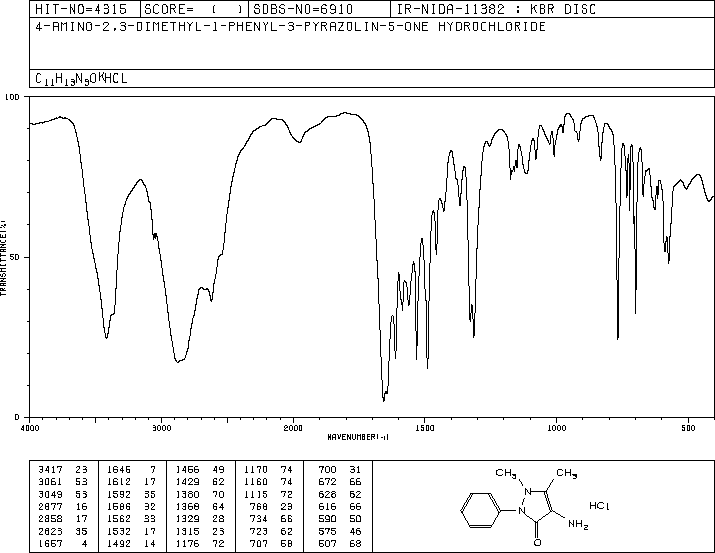 HIT-NO=4315 SCORE= ( ) SDBS-NO=6910 IR-NIDA-11382 : KBR DISC
4-AMINO-2,3-DIMETHYL-1-PHENYL-3-PYRAZOLIN-5-ONE HYDROCHLORIDE
C11H13N3O*HCL
100
50
0
TRANSMITTANCE(%)
4000 3000 2000 1500 1000 500
WAVENUMBER(-1)
3417 23 1646 7 1456 49 1170 74 700 31
3061 53 1612 17 1429 62 1160 74 672 66
3049 53 1592 35 1380 70 1115 72 628 62
2877 16 1586 32 1368 64 768 23 616 66
2858 17 1562 33 1329 28 734 66 590 50
2623 35 1532 17 1315 23 723 62 575 46
1657 4 1492 14 1176 72 707 58 507 68
CH3 CH3
N
N
NH2
O
HCl